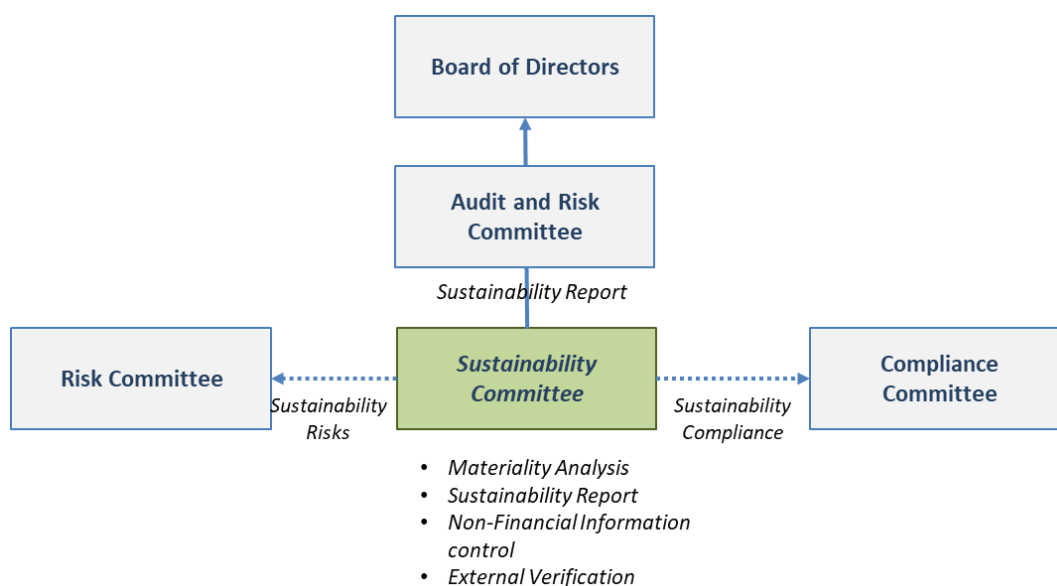 Board of Directors
Audit and Risk
Committee
Sustainability Report
Risk Committee
Sustainability
Committee
Compliance
Committee
Sustainability
Risks
Sustainability
Compliance
• Materiality Analysis
• Sustainability Report
• Non-Financial Information
control
• External Verification